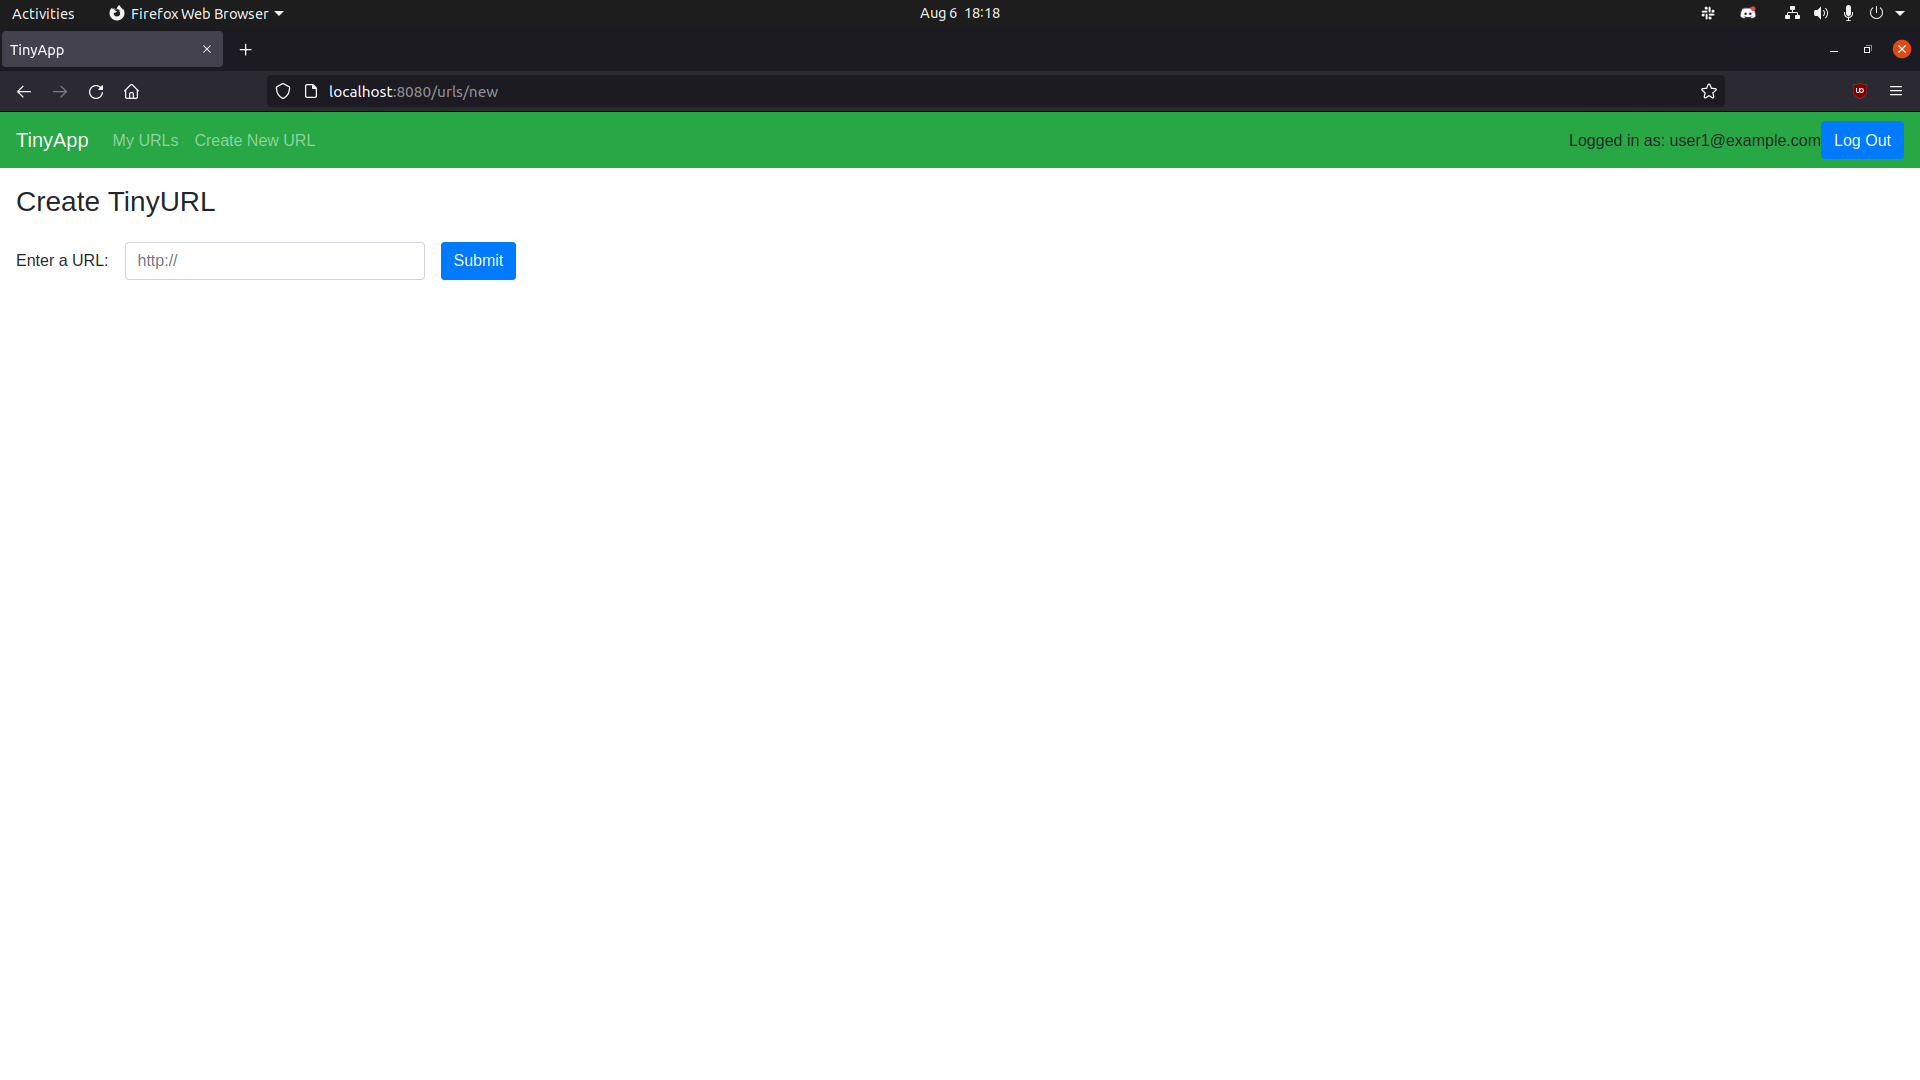 Activities Firefox Web Browser Aug 6 18:18
TinyApp
localhost:8080/urls/new
TinyApp My URLs Create New URL Logged in as: user1@example.com Log Out
Create TinyURL
Enter a URL: http:// Submit